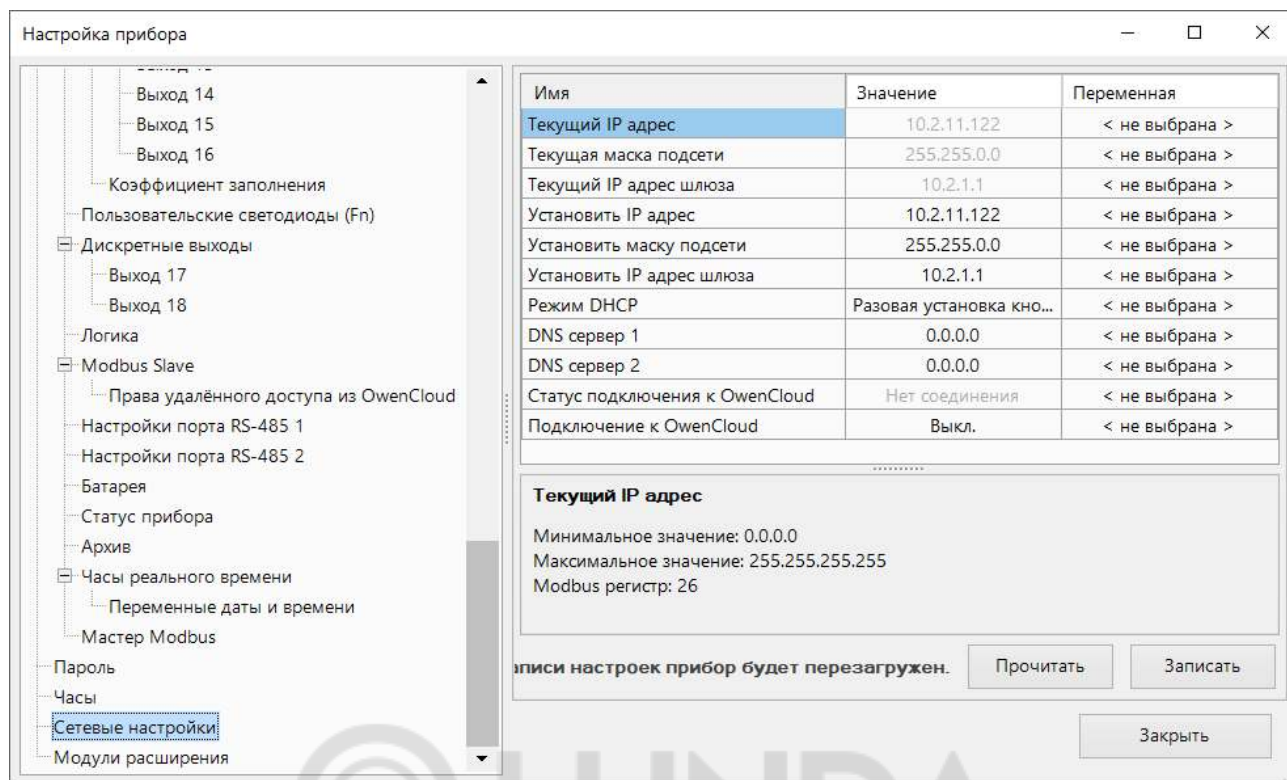 Настройка прибора
Выход 14
Выход 15
Выход 16
Коэффициент заполнения
Пользовательские светодиоды (Fn)
Дискретные выходы
Выход 17
Выход 18
Логика
Modbus Slave
Права удалённого доступа из OwenCloud
Настройки порта RS-485 1
Настройки порта RS-485 2
Батарея
Статус прибора
Архив
Часы реального времени
Переменные даты и времени
Мастер Modbus
Пароль
Часы
Сетевые настройки
Модули расширения
Имя Значение Переменная
Текущий IP адрес 10.2.11.122 < не выбрана >
Текущая маска подсети 255.255.0.0 < не выбрана >
Текущий IP адрес шлюза 10.2.1.1 < не выбрана >
Установить IP адрес 10.2.11.122 < не выбрана >
Установить маску подсети 255.255.0.0 < не выбрана >
Установить IP адрес шлюза 10.2.1.1 < не выбрана >
Режим DHCP Разовая установка кно... < не выбрана >
DNS сервер 1 0.0.0.0 < не выбрана >
DNS сервер 2 0.0.0.0 < не выбрана >
Статус подключения к OwenCloud Нет соединения < не выбрана >
Подключение к OwenCloud Выкл. < не выбрана >
Текущий IP адрес
Минимальное значение: 0.0.0.0
Максимальное значение: 255.255.255.255
Modbus регистр: 26
аписи настроек прибор будет перезагружен. Прочитать Записать
Закрыть